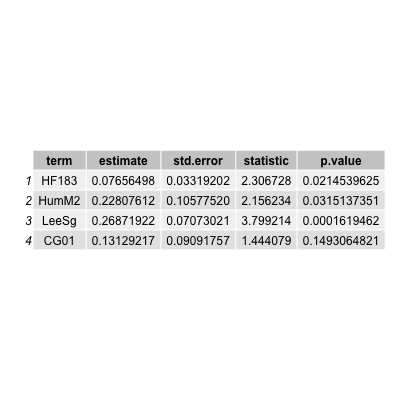 term estimate std.error statistic p.value
1 HF183 0.07656498 0.03319202 2.306728 0.0214539625
2 HumM2 0.22807612 0.10577520 2.156234 0.0315137351
3 LeeSg 0.26871922 0.07073021 3.799214 0.0001619462
4 CG01 0.13129217 0.09091757 1.444079 0.1493064821